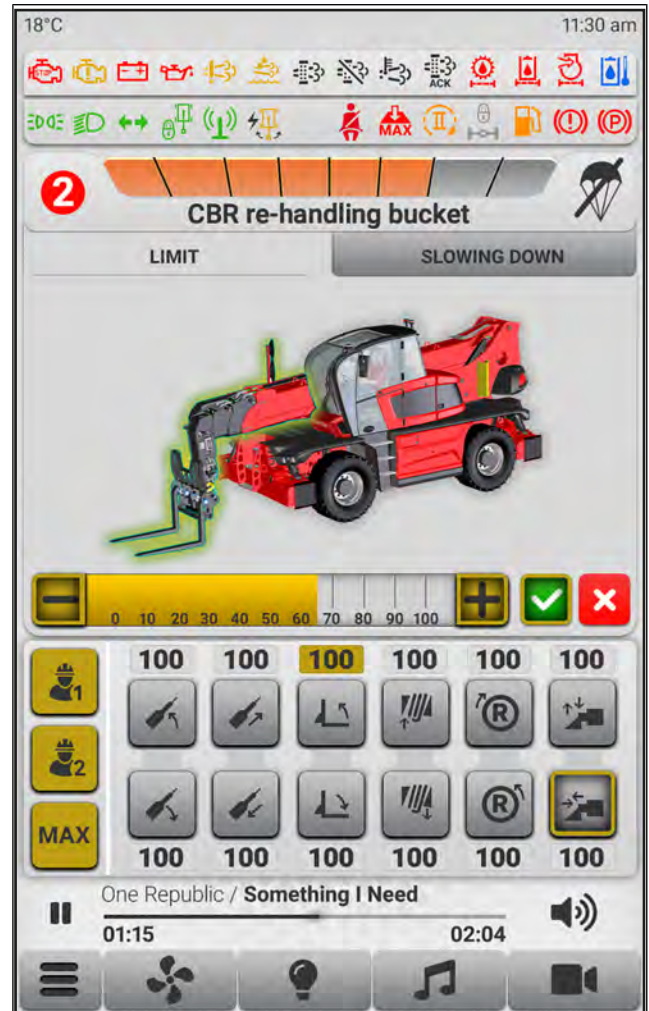 18°C 11:30 am
STOP
ACK
MAX
2
CBR re-handling bucket
LIMIT SLOWING DOWN
0 10 20 30 40 50 60 70 80 90 100
100 100 100 100 100 100
1
R
2
R
MAX
100 100 100 100 100 100
One Republic / Something I Need
01:15 02:04